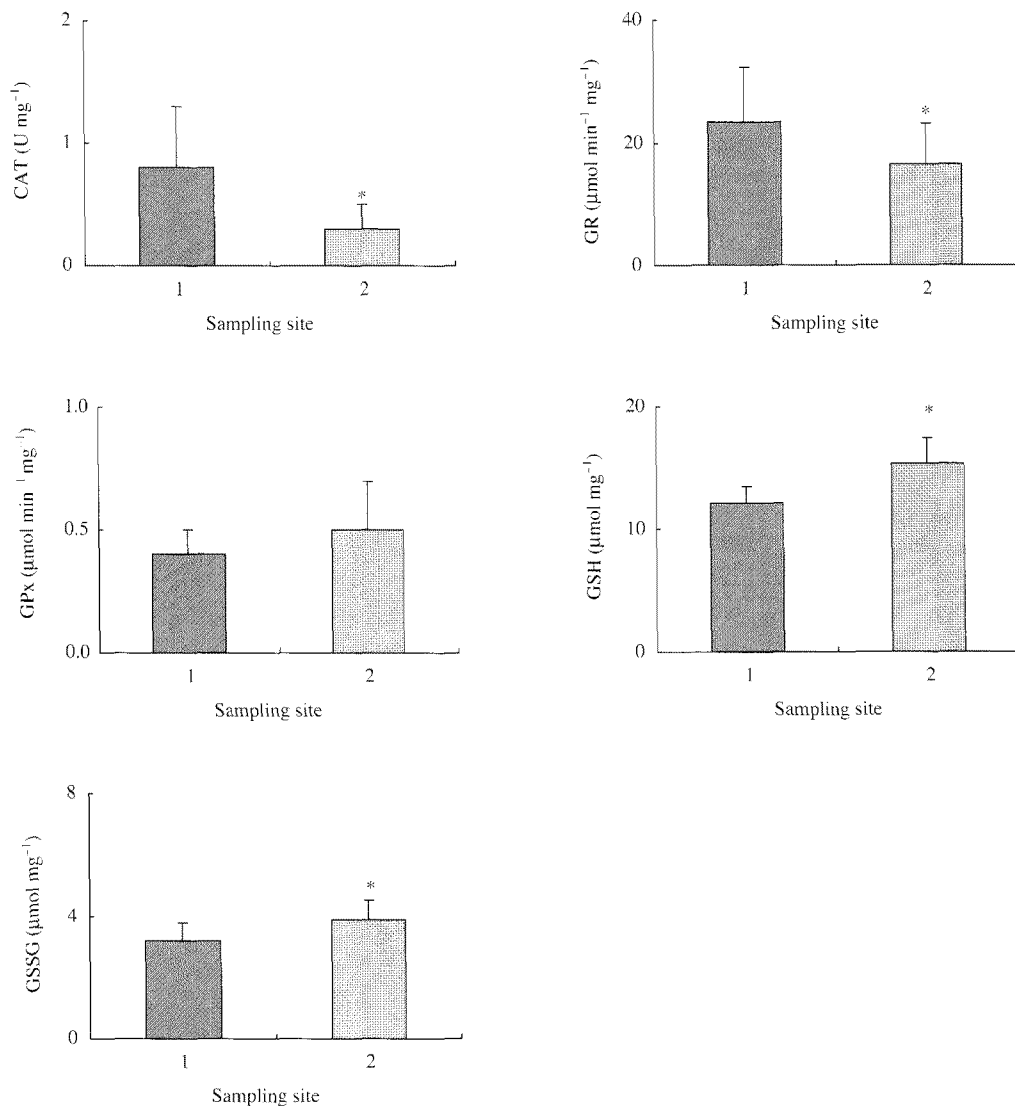 2
CAT (U mg⁻¹)
1
*
0
1
2
Sampling site
40
GR (µmol min⁻¹ mg⁻¹)
*
20
0
1
2
Sampling site
1.0
GPx (µmol min⁻¹ mg⁻¹)
0.5
0.0
1
2
Sampling site
20
*
GSH (µmol mg⁻¹)
10
0
1
2
Sampling site
8
GSSG (µmol mg⁻¹)
*
4
0
1
2
Sampling site